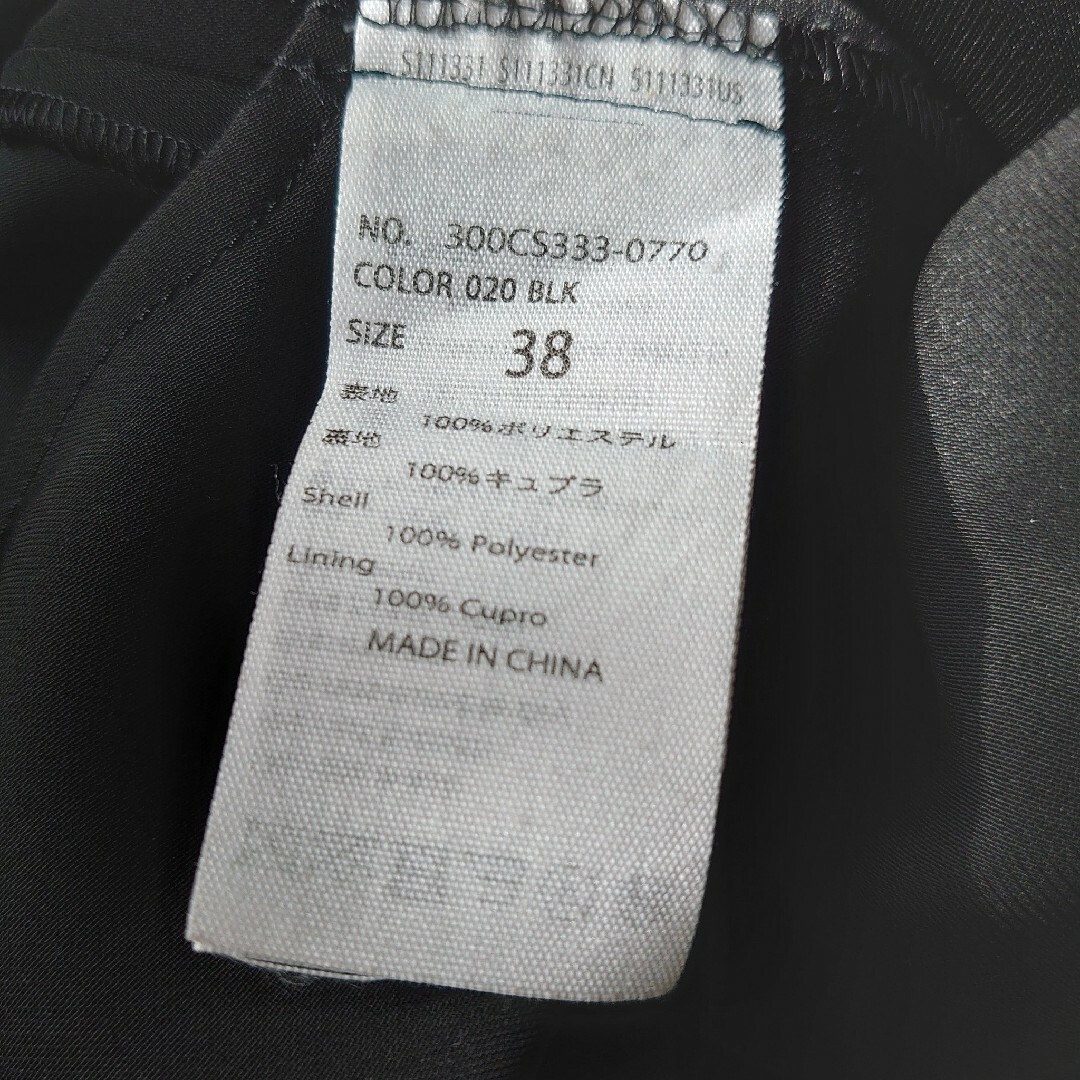 S111331 S111331CN S111331US
NO. 300CS333-0770
COLOR 020 BLK
SIZE 38
表地
100%ポリエステル
裏地
100%キュプラ
Shell
100% Polyester
Lining
100% Cupro
MADE IN CHINA